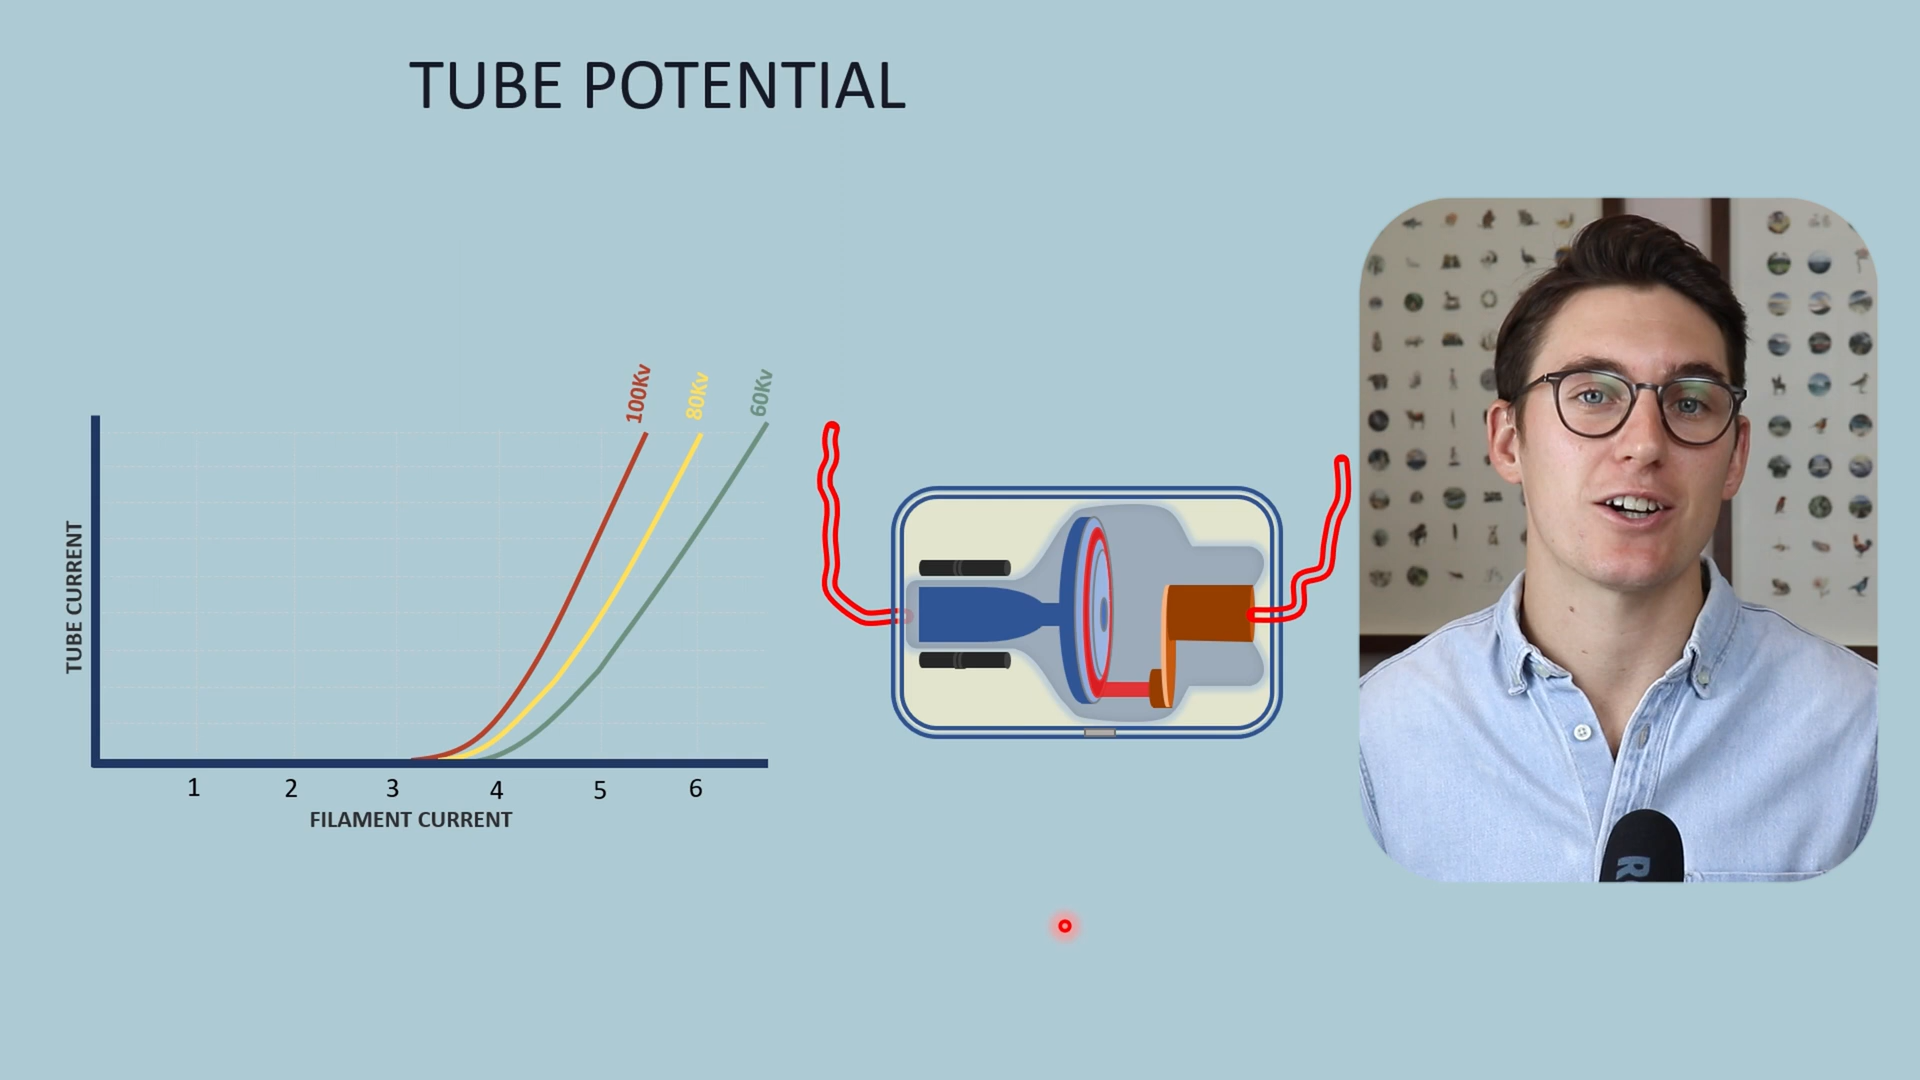 TUBE POTENTIAL
100Kv
80Kv
60Kv
TUBE CURRENT
1 2 3 4 5 6
FILAMENT CURRENT